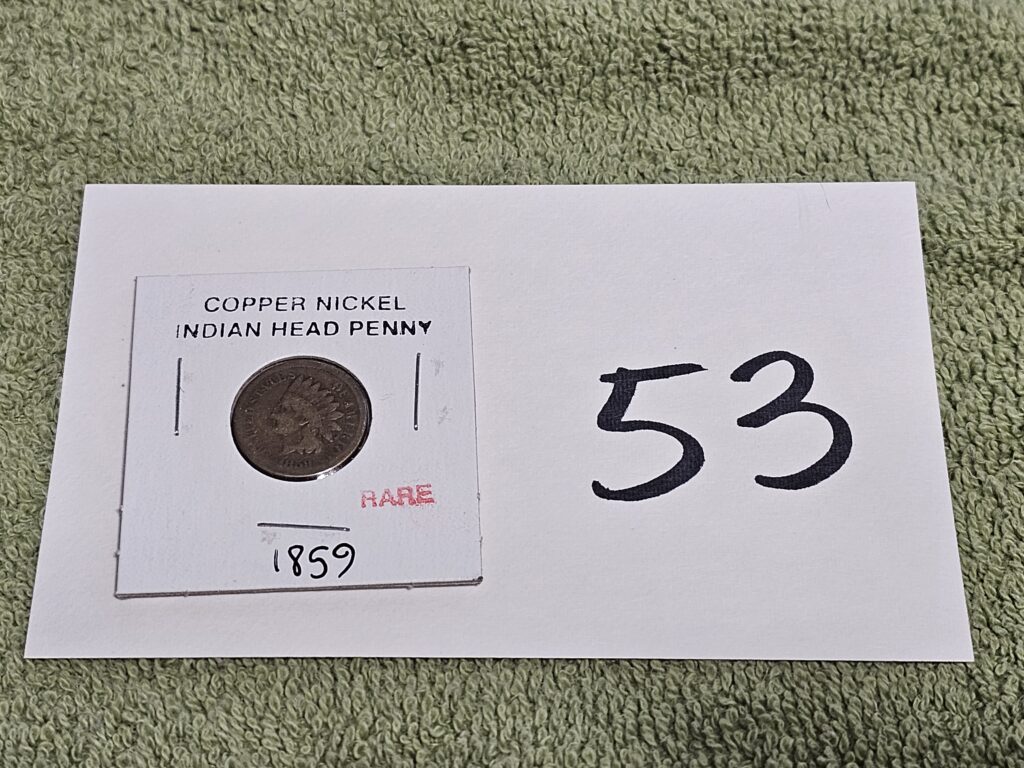 COPPER NICKEL
INDIAN HEAD PENNY
RARE
1859
53